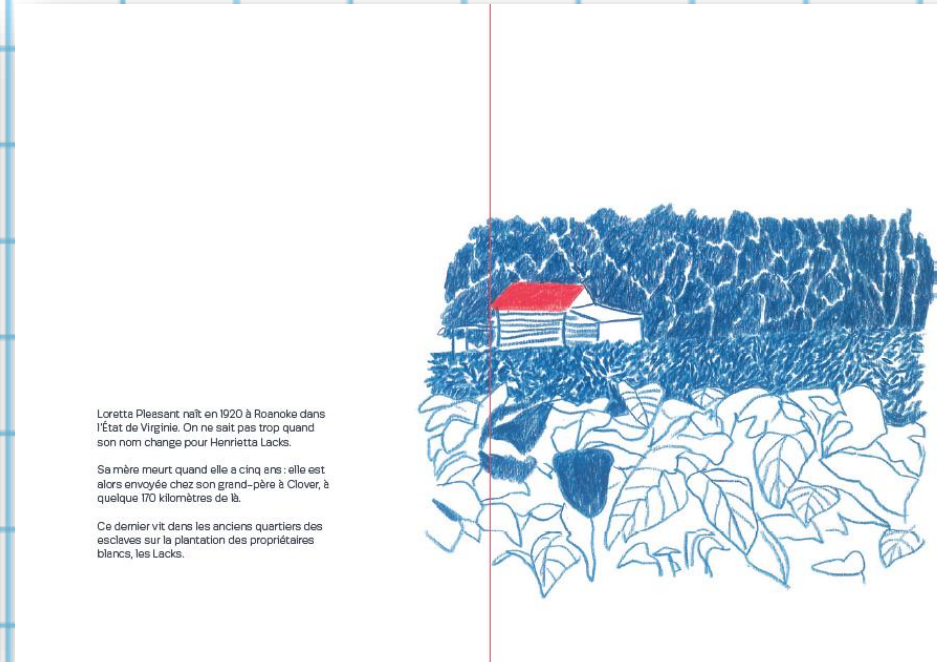 Loretta Pleasant naît en 1920 à Roanoke dans
l'État de Virginie. On ne sait pas trop quand
son nom change pour Henrietta Lacks.
Sa mère meurt quand elle a cinq ans : elle est
alors envoyée chez son grand-père à Clover, à
quelque 170 kilomètres de là.
Ce dernier vit dans les anciens quartiers des
esclaves sur la plantation des propriétaires
blancs, les Lacks.